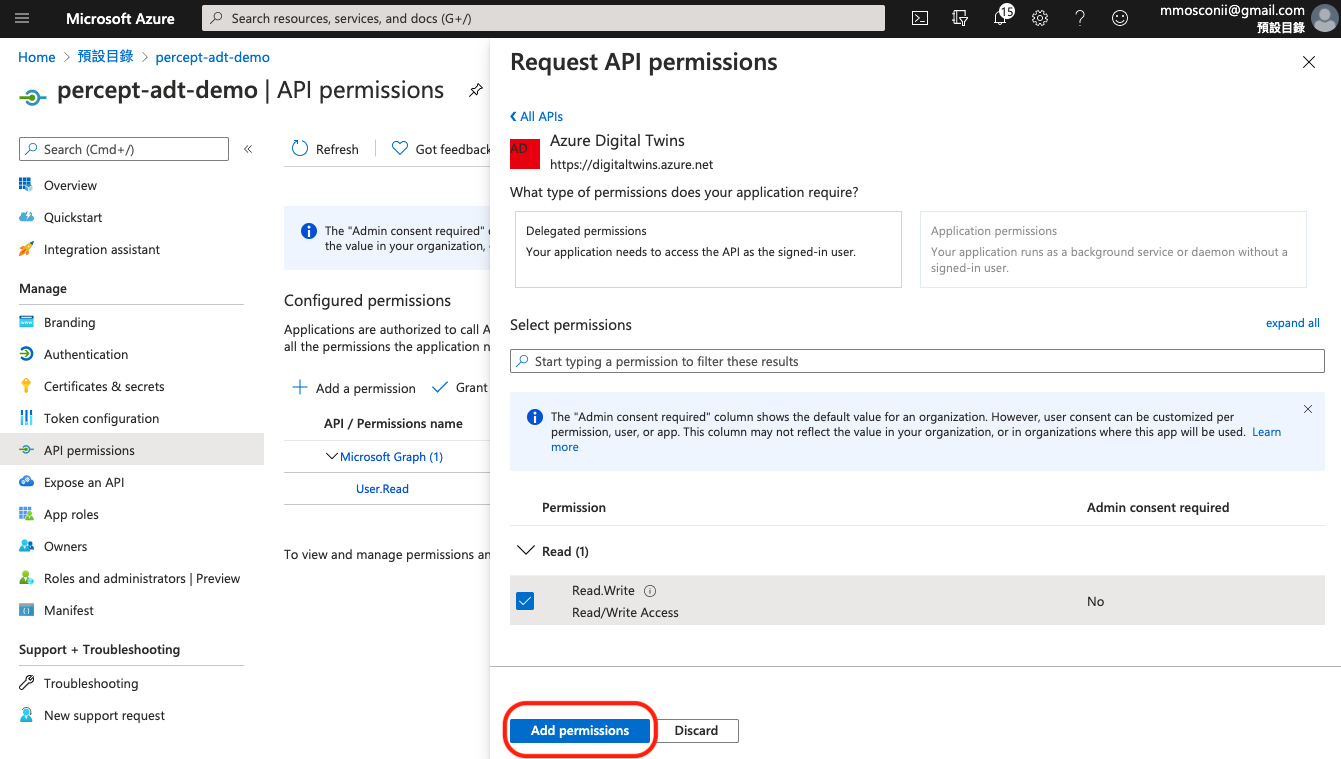 Microsoft Azure
Search resources, services, and docs (G+/)
15
mmosconii@gmail.com
預設目錄
Home > 預設目錄 > percept-adt-demo
percept-adt-demo | API permissions
Search (Cmd+/)
«
Overview
Quickstart
Integration assistant
Manage
Branding
Authentication
Certificates & secrets
Token configuration
API permissions
Expose an API
App roles
Owners
Roles and administrators | Preview
Manifest
Support + Troubleshooting
Troubleshooting
New support request
Refresh
Got feedback
The "Admin consent required"
the value in your organization,
Configured permissions
Applications are authorized to call A
all the permissions the application n
Add a permission
Grant
API / Permissions name
Microsoft Graph (1)
User.Read
To view and manage permissions an
Request API permissions
All APIs
AD
Azure Digital Twins
https://digitaltwins.azure.net
What type of permissions does your application require?
Delegated permissions
Your application needs to access the API as the signed-in user.
Application permissions
Your application runs as a background service or daemon without a
signed-in user.
Select permissions
expand all
Start typing a permission to filter these results
The "Admin consent required" column shows the default value for an organization. However, user consent can be customized per
permission, user, or app. This column may not reflect the value in your organization, or in organizations where this app will be used. Learn
more
Permission
Admin consent required
Read (1)
Read.Write
Read/Write Access
No
Add permissions
Discard